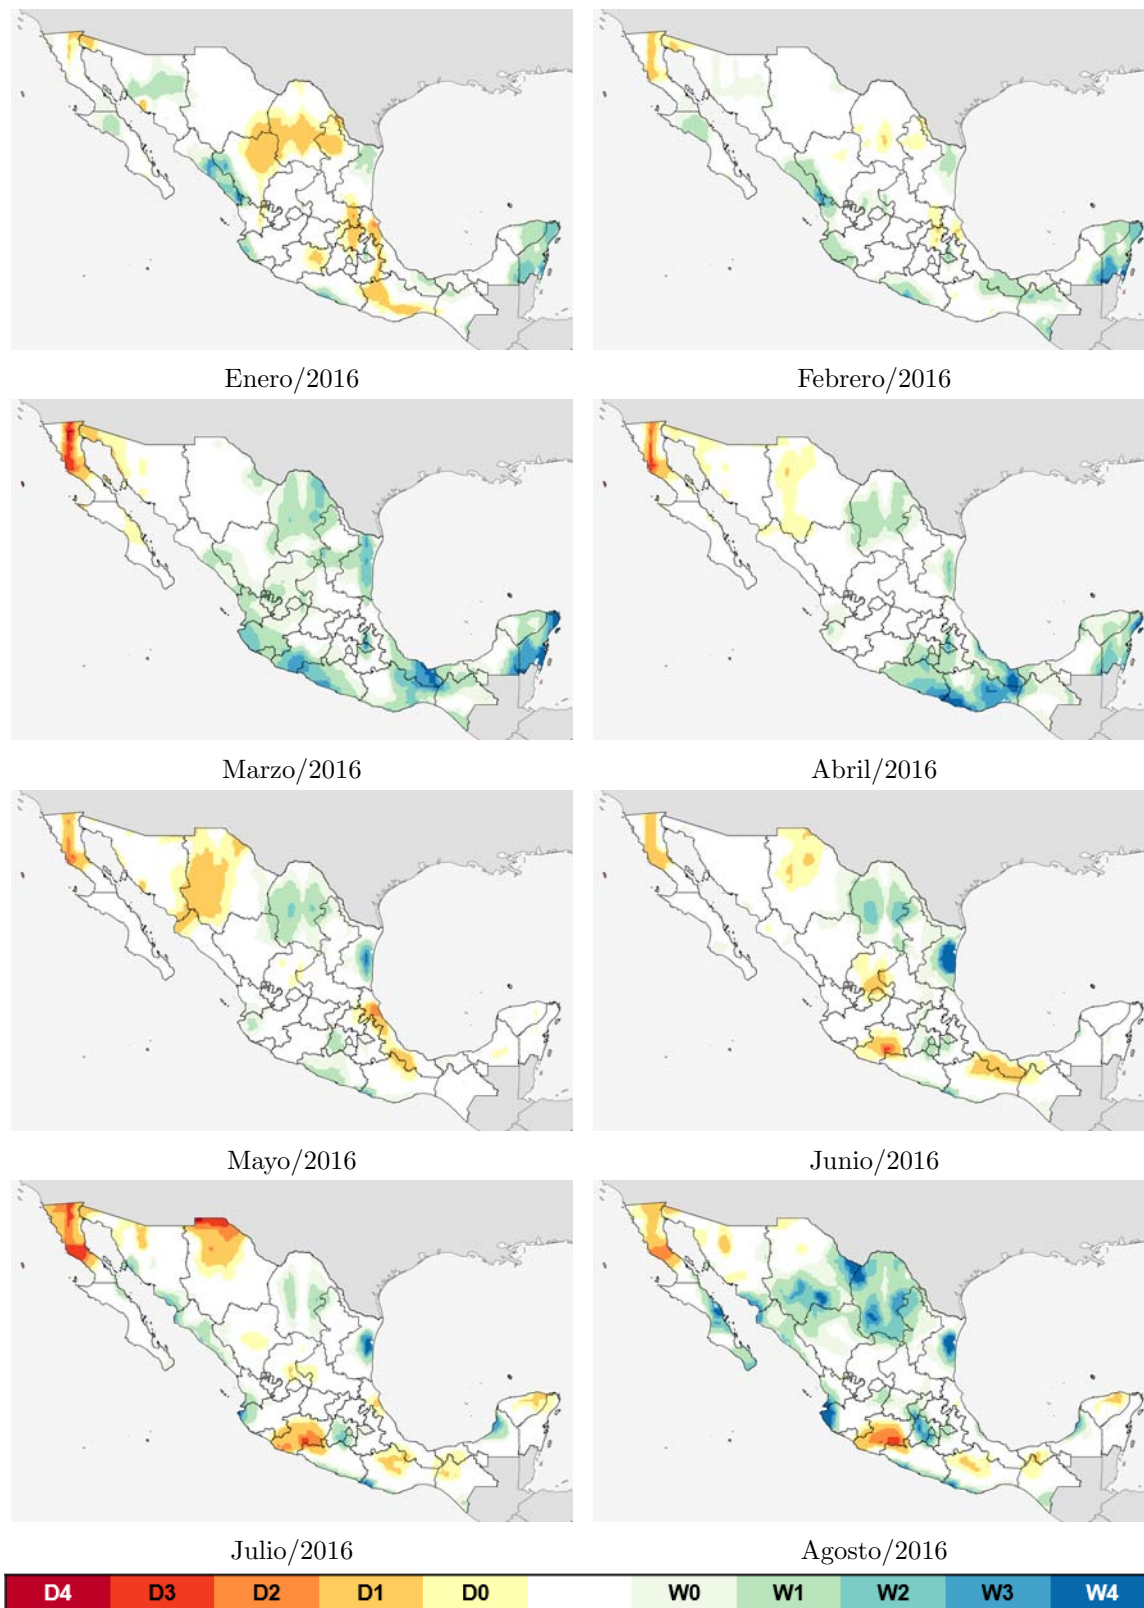 Enero/2016 Febrero/2016
Marzo/2016 Abril/2016
Mayo/2016 Junio/2016
Julio/2016 Agosto/2016
D4 D3 D2 D1 D0 W0 W1 W2 W3 W4